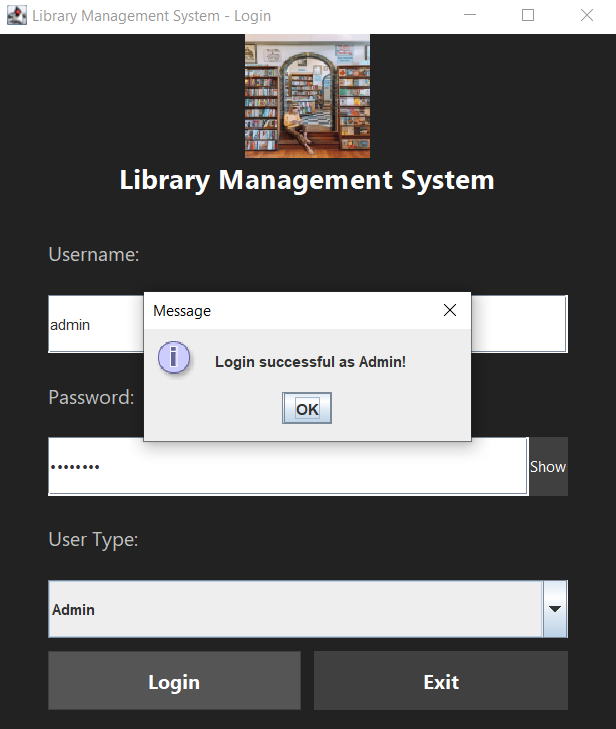 Library Management System - Login
Library Management System
Username:
admin
Message
Login successful as Admin!
OK
Password:
••••••••
Show
User Type:
Admin
Login
Exit